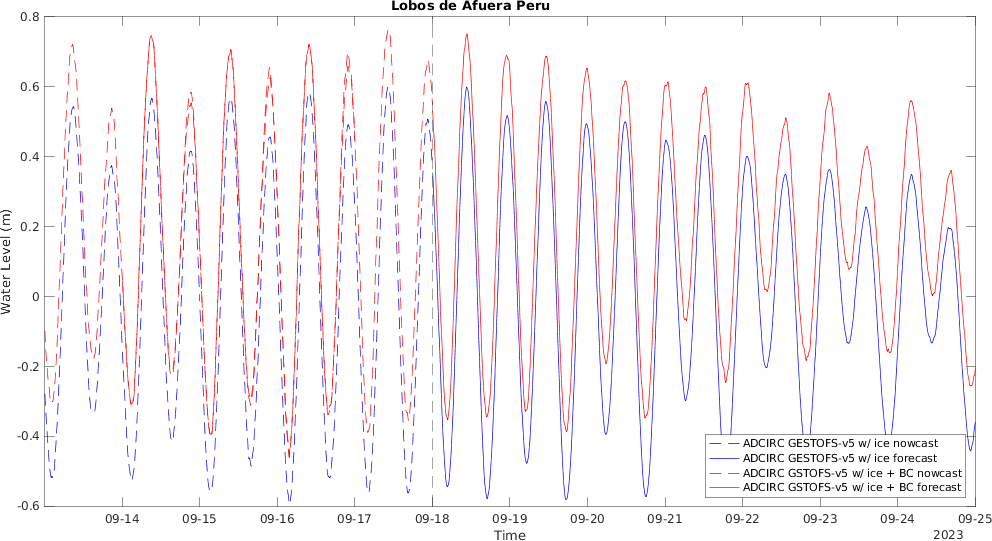 Lobos de Afuera Peru
0.8
0.6
0.4
0.2
0
-0.2
-0.4
-0.6
Water Level (m)
ADCIRC GESTOFS-v5 w/ ice nowcast
ADCIRC GESTOFS-v5 w/ ice forecast
ADCIRC GSTOFS-v5 w/ ice + BC nowcast
ADCIRC GSTOFS-v5 w/ ice + BC forecast
09-14 09-15 09-16 09-17 09-18 09-19 09-20 09-21 09-22 09-23 09-24 09-25
Time
2023